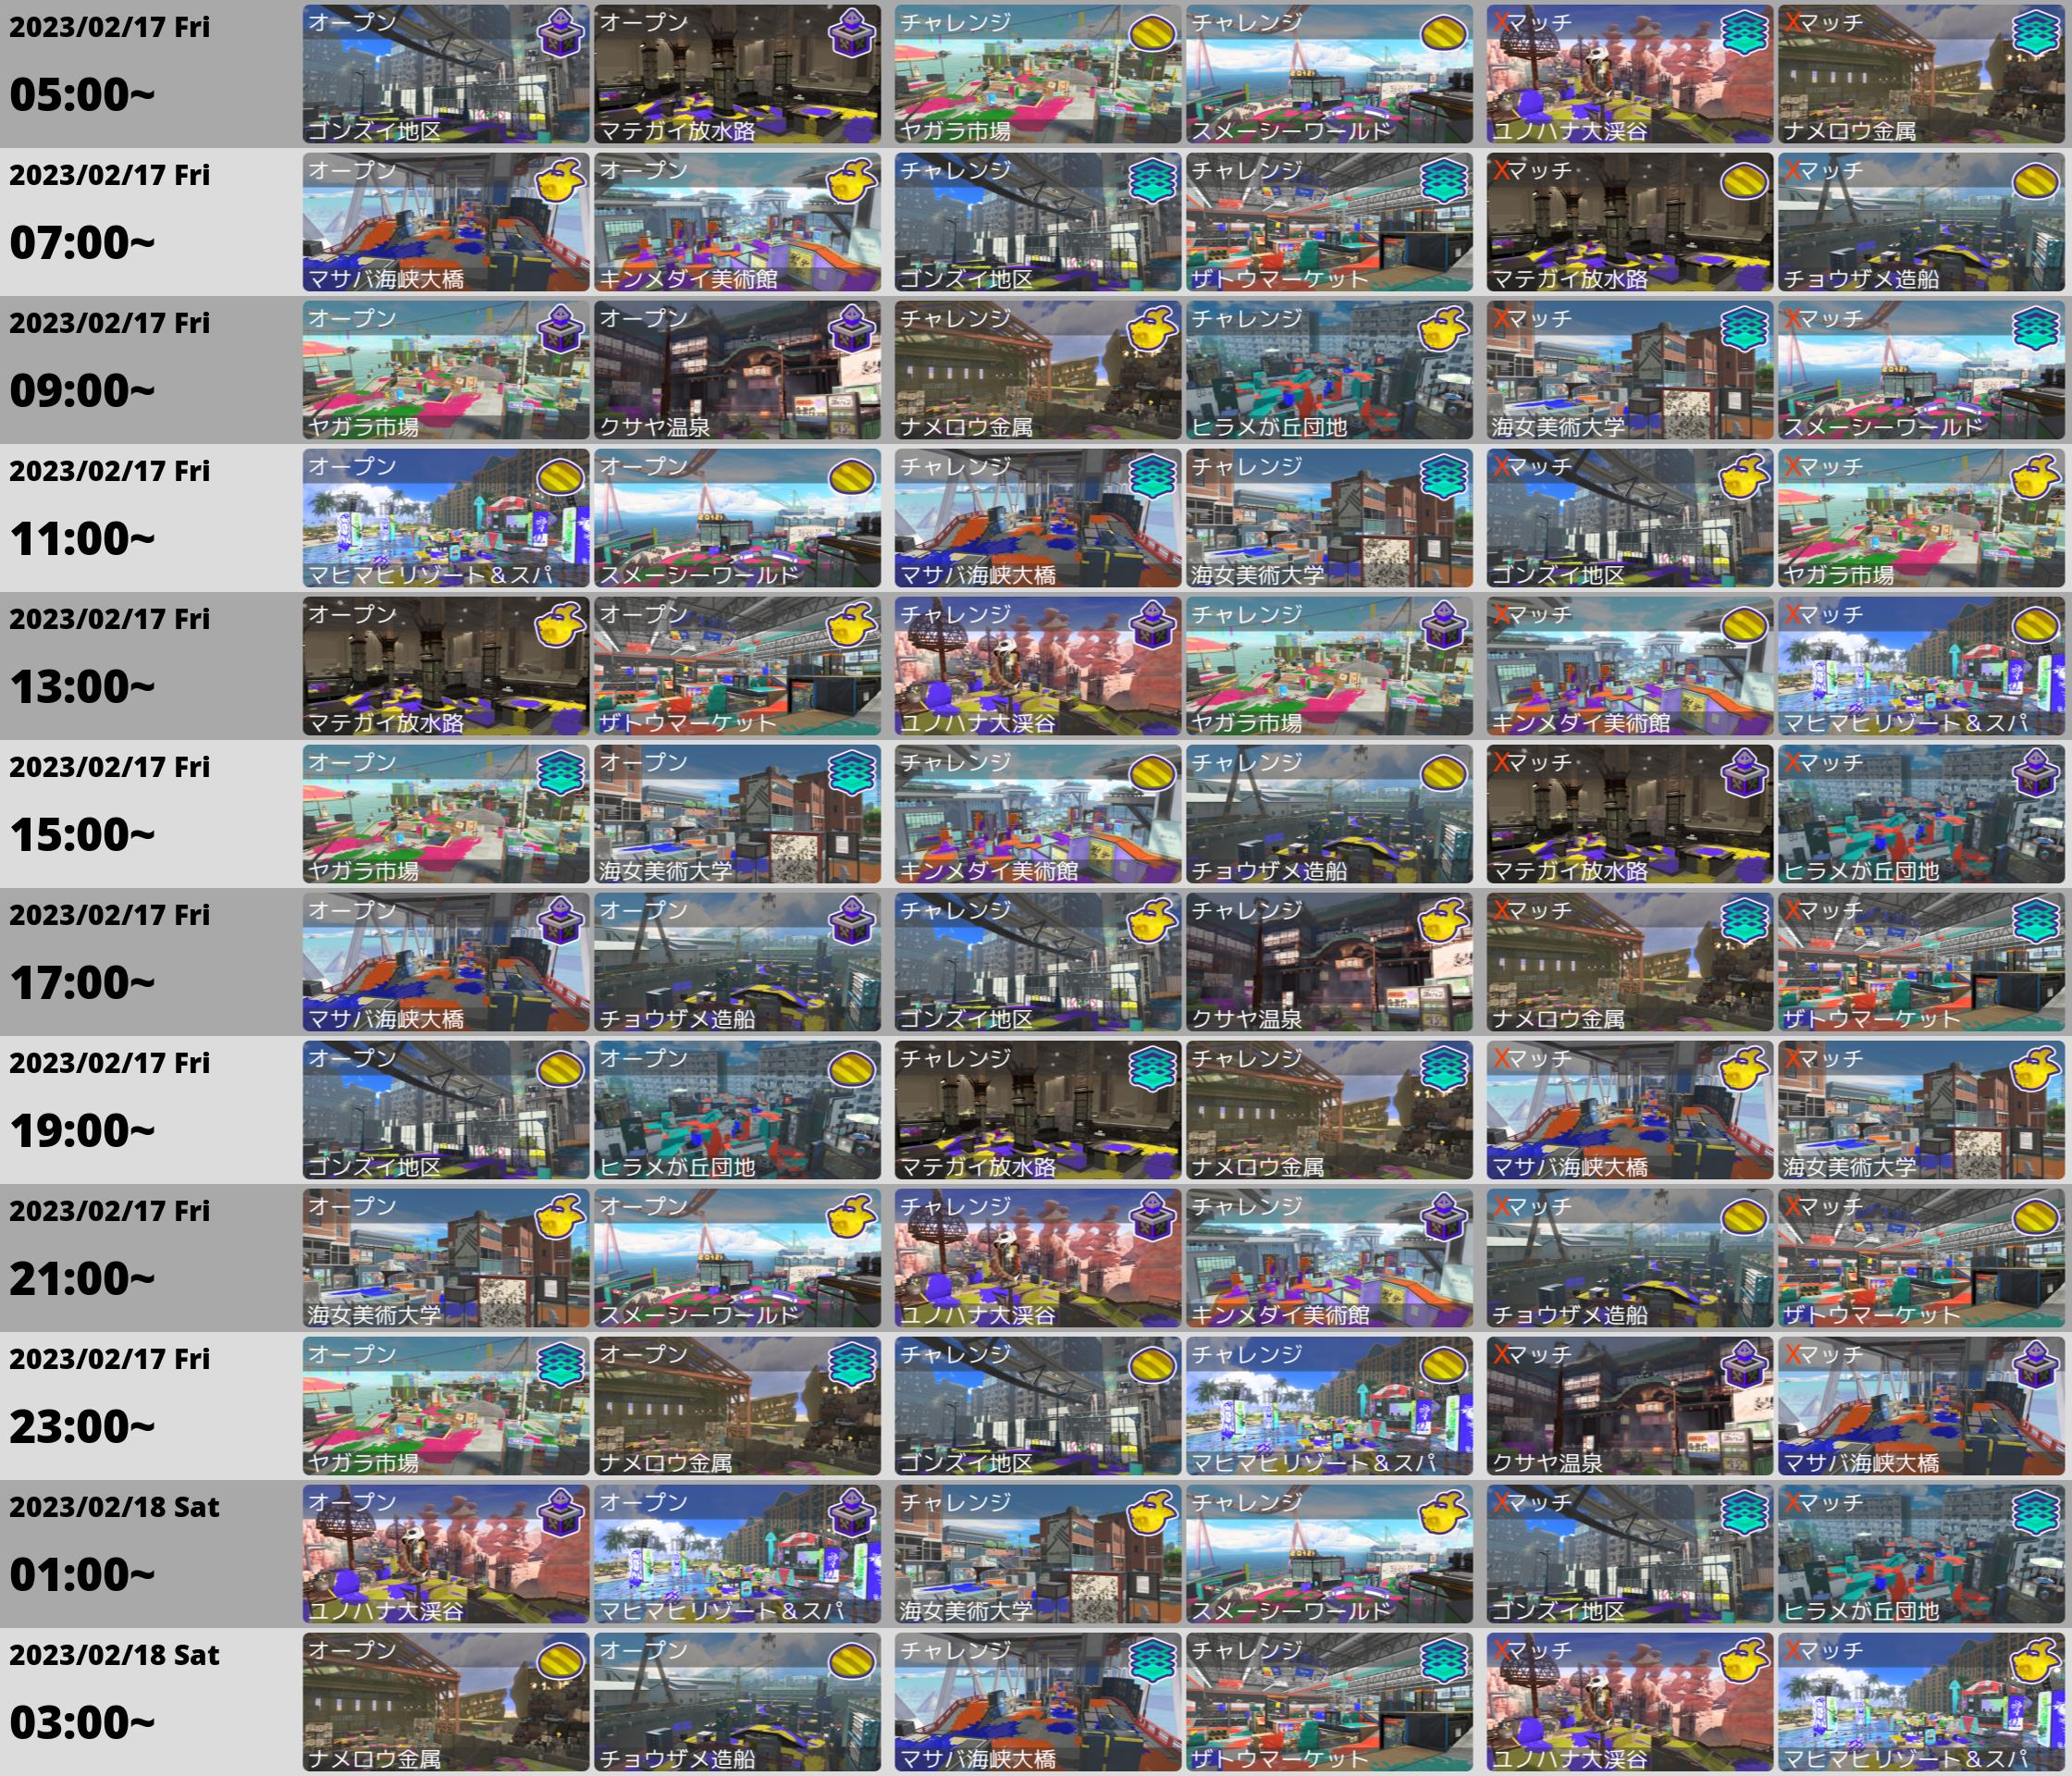 2023/02/17 Fri
05:00~
オープン オープン チャレンジ チャレンジ Xマッチ Xマッチ
ゴンズイ地区 マテガイ放水路 ヤガラ市場 スメーシーワールド ユノハナ大渓谷 ナメロウ金属
2023/02/17 Fri
07:00~
オープン オープン チャレンジ チャレンジ Xマッチ Xマッチ
マサバ海峡大橋 キンメダイ美術館 ゴンズイ地区 ザトウマーケット マテガイ放水路 チョウザメ造船
2023/02/17 Fri
09:00~
オープン オープン チャレンジ チャレンジ Xマッチ Xマッチ
ヤガラ市場 クサヤ温泉 ナメロウ金属 ヒラメが丘団地 海女美術大学 スメーシーワールド
2023/02/17 Fri
11:00~
オープン オープン チャレンジ チャレンジ Xマッチ Xマッチ
マヒマヒリゾート&スパ スメーシーワールド マサバ海峡大橋 海女美術大学 ゴンズイ地区 ヤガラ市場
2023/02/17 Fri
13:00~
オープン オープン チャレンジ チャレンジ Xマッチ Xマッチ
マテガイ放水路 ザトウマーケット ユノハナ大渓谷 ヤガラ市場 キンメダイ美術館 マヒマヒリゾート&スパ
2023/02/17 Fri
15:00~
オープン オープン チャレンジ チャレンジ Xマッチ Xマッチ
ヤガラ市場 海女美術大学 キンメダイ美術館 チョウザメ造船 マテガイ放水路 ヒラメが丘団地
2023/02/17 Fri
17:00~
オープン オープン チャレンジ チャレンジ Xマッチ Xマッチ
マサバ海峡大橋 チョウザメ造船 ゴンズイ地区 クサヤ温泉 ナメロウ金属 ザトウマーケット
2023/02/17 Fri
19:00~
オープン オープン チャレンジ チャレンジ Xマッチ Xマッチ
ゴンズイ地区 ヒラメが丘団地 マテガイ放水路 ナメロウ金属 マサバ海峡大橋 海女美術大学
2023/02/17 Fri
21:00~
オープン オープン チャレンジ チャレンジ Xマッチ Xマッチ
海女美術大学 スメーシーワールド ユノハナ大渓谷 キンメダイ美術館 チョウザメ造船 ザトウマーケット
2023/02/17 Fri
23:00~
オープン オープン チャレンジ チャレンジ Xマッチ Xマッチ
ヤガラ市場 ナメロウ金属 ゴンズイ地区 マヒマヒリゾート&スパ クサヤ温泉 マサバ海峡大橋
2023/02/18 Sat
01:00~
オープン オープン チャレンジ チャレンジ Xマッチ Xマッチ
ユノハナ大渓谷 マヒマヒリゾート&スパ 海女美術大学 スメーシーワールド ゴンズイ地区 ヒラメが丘団地
2023/02/18 Sat
03:00~
オープン オープン チャレンジ チャレンジ Xマッチ Xマッチ
ナメロウ金属 チョウザメ造船 マサバ海峡大橋 ザトウマーケット ユノハナ大渓谷 マヒマヒリゾート&スパ